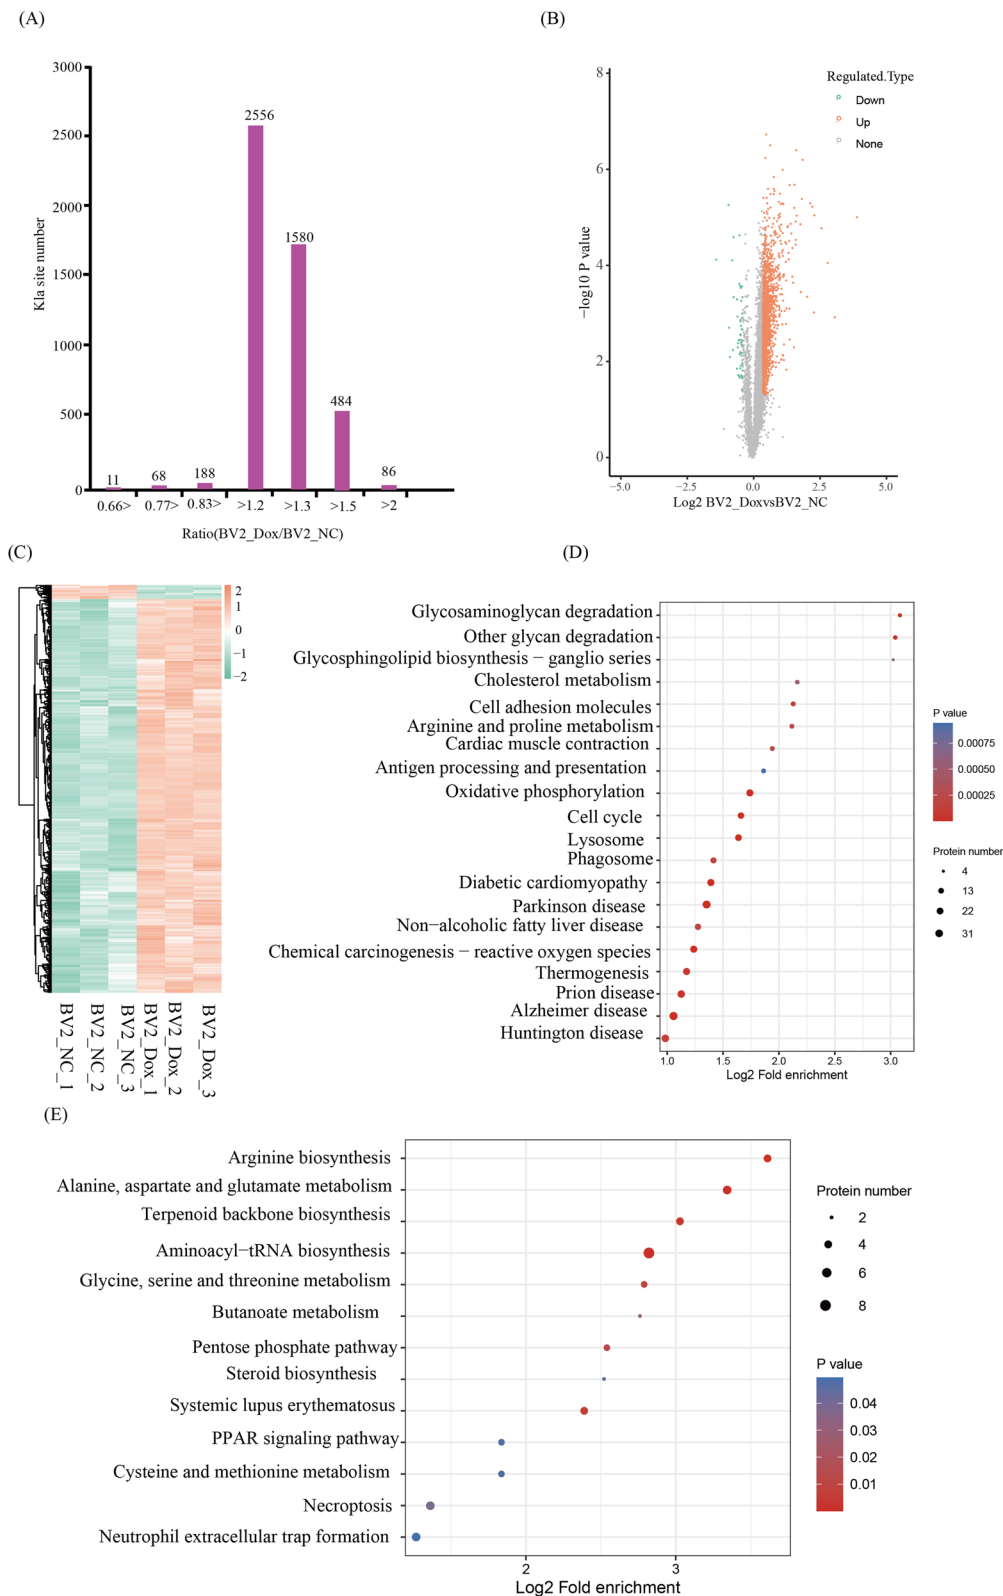 (A)
3000
2500
2000
1500
1000
500
0
Kla site number
11
68
188
2556
1580
484
86
0.66>
0.77>
0.83>
>1.2
>1.3
>1.5
>2
Ratio(BV2_Dox/BV2_NC)
(B)
8
6
4
2
0
−log10 P value
Regulated.Type
Down
Up
None
−5.0
−2.5
0.0
2.5
5.0
Log2 BV2_DoxvsBV2_NC
(C)
2
1
0
−1
−2
BV2_NC_1
BV2_NC_2
BV2_NC_3
BV2_Dox_1
BV2_Dox_2
BV2_Dox_3
(D)
Glycosaminoglycan degradation
Other glycan degradation
Glycosphingolipid biosynthesis − ganglio series
Cholesterol metabolism
Cell adhesion molecules
Arginine and proline metabolism
Cardiac muscle contraction
Antigen processing and presentation
Oxidative phosphorylation
Cell cycle
Lysosome
Phagosome
Diabetic cardiomyopathy
Parkinson disease
Non−alcoholic fatty liver disease
Chemical carcinogenesis − reactive oxygen species
Thermogenesis
Prion disease
Alzheimer disease
Huntington disease
1.0
1.5
2.0
2.5
3.0
Log2 Fold enrichment
P value
0.00075
0.00050
0.00025
Protein number
4
13
22
31
(E)
Arginine biosynthesis
Alanine, aspartate and glutamate metabolism
Terpenoid backbone biosynthesis
Aminoacyl−tRNA biosynthesis
Glycine, serine and threonine metabolism
Butanoate metabolism
Pentose phosphate pathway
Steroid biosynthesis
Systemic lupus erythematosus
PPAR signaling pathway
Cysteine and methionine metabolism
Necroptosis
Neutrophil extracellular trap formation
2
3
Log2 Fold enrichment
Protein number
2
4
6
8
P value
0.04
0.03
0.02
0.01